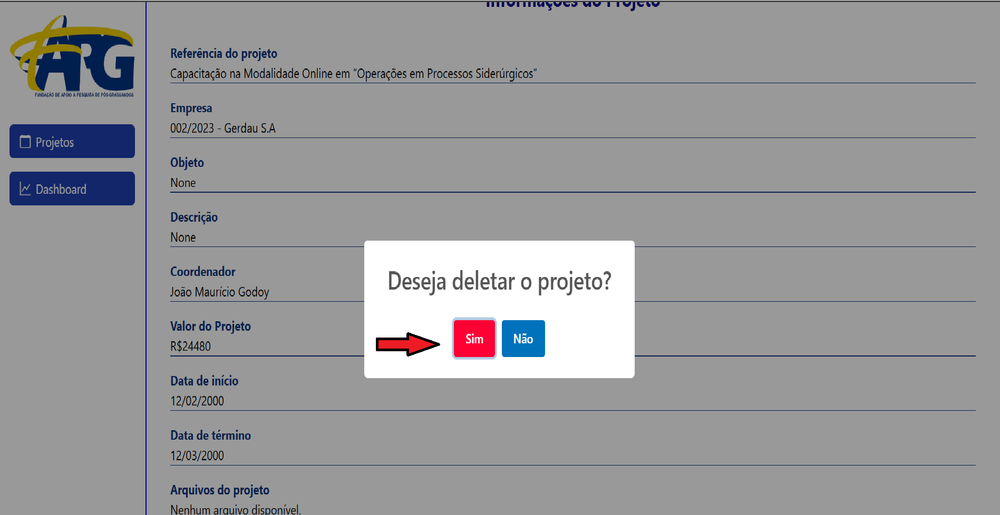 Informações do Projeto
FAPG
FUNDAÇÃO DE APOIO À PESQUISA DE PÓS-GRADUANDOS
Projetos
Dashboard
Referência do projeto
Capacitação na Modalidade Online em “Operações em Processos Siderúrgicos”
Empresa
002/2023 - Gerdau S.A
Objeto
None
Descrição
None
Coordenador
João Maurício Godoy
Valor do Projeto
R$24480
Data de início
12/02/2000
Data de término
12/03/2000
Arquivos do projeto
Nenhum arquivo disponível.
Deseja deletar o projeto?
Sim
Não